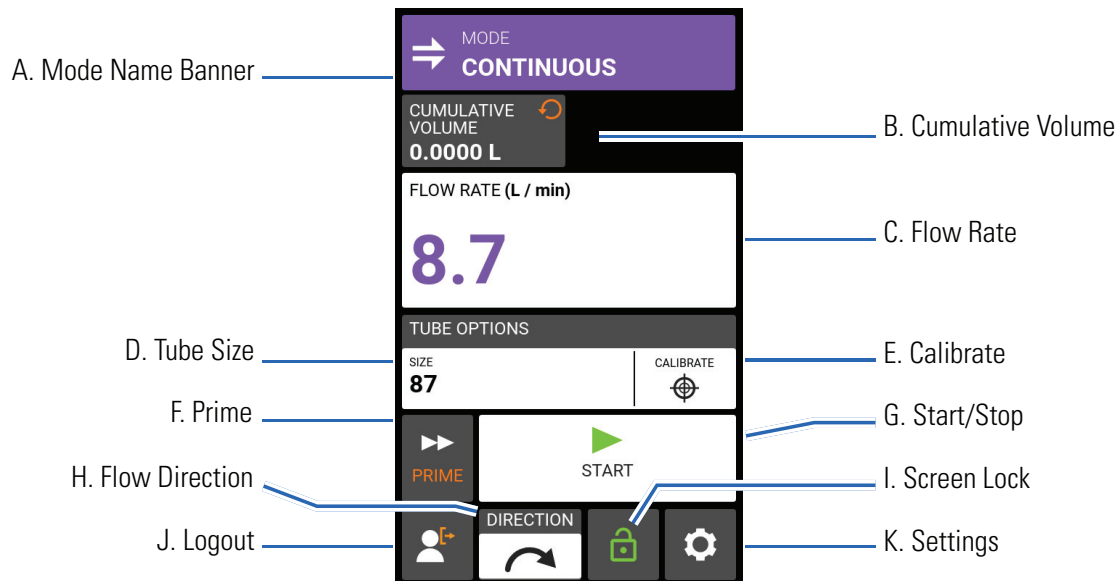 MODE
CONTINUOUS
A. Mode Name Banner
CUMULATIVE
VOLUME
0.0000 L
B. Cumulative Volume
FLOW RATE (L / min)
8.7
C. Flow Rate
TUBE OPTIONS
D. Tube Size
SIZE
87
CALIBRATE
E. Calibrate
F. Prime
PRIME
START
G. Start/Stop
H. Flow Direction
DIRECTION
I. Screen Lock
J. Logout
K. Settings